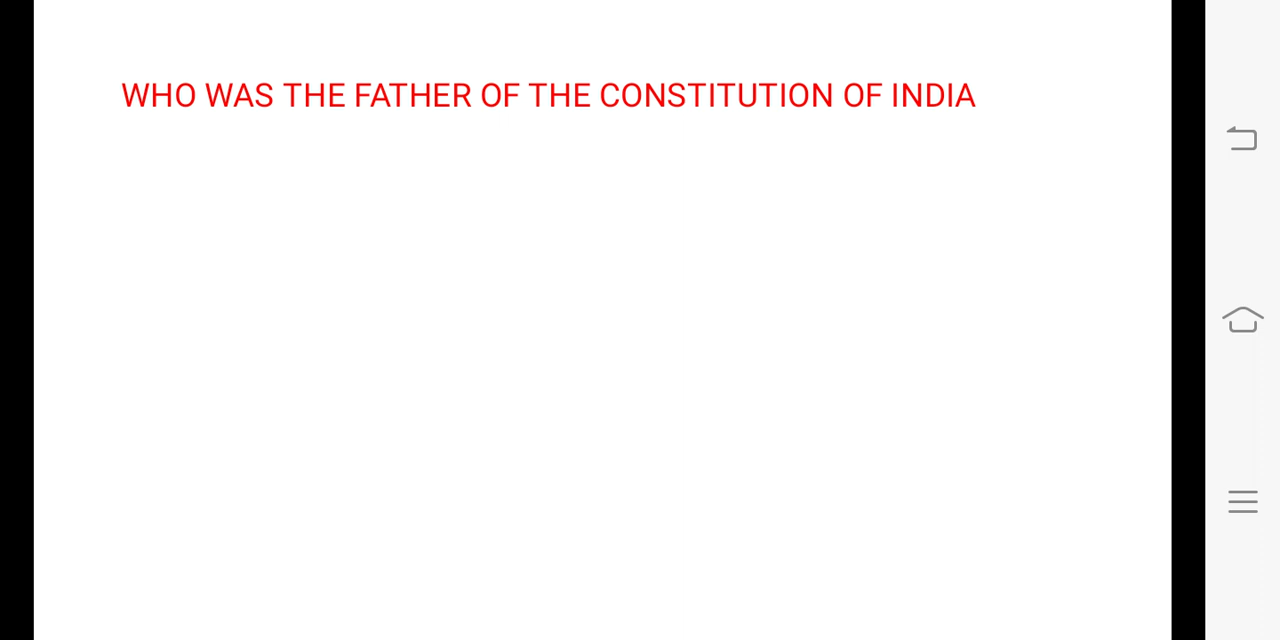 WHO WAS THE FATHER OF THE CONSTITUTION OF INDIA